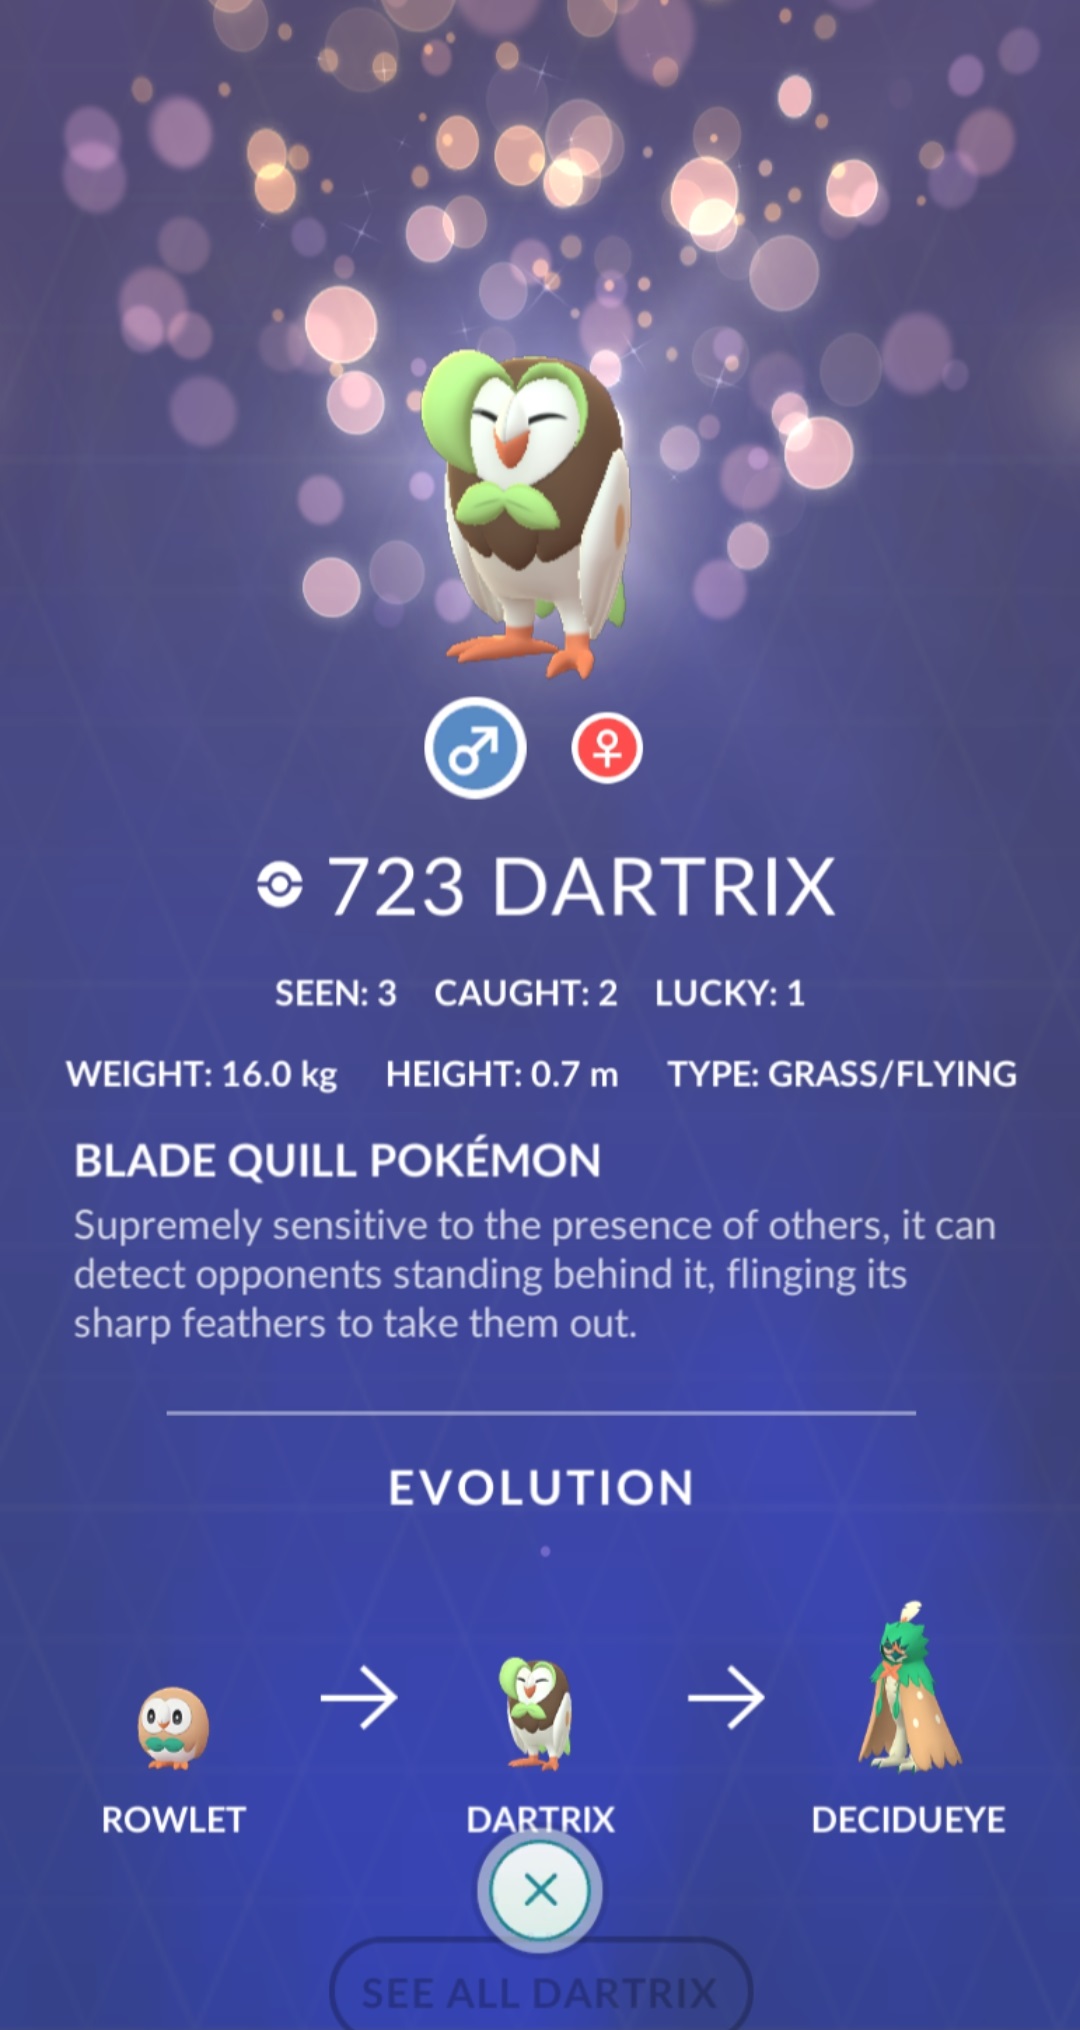 723 DARTRIX
SEEN: 3 CAUGHT: 2 LUCKY: 1
WEIGHT: 16.0 kg HEIGHT: 0.7 m TYPE: GRASS/FLYING
BLADE QUILL POKÉMON
Supremely sensitive to the presence of others, it can
detect opponents standing behind it, flinging its
sharp feathers to take them out.
EVOLUTION
ROWLET DARTRIX DECIDUEYE
SEE ALL DARTRIX